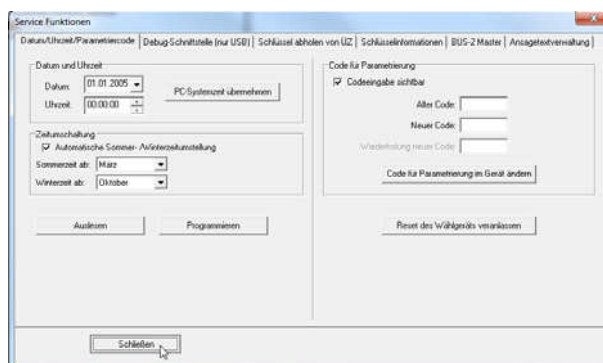 Service Funktionen
Datum/Uhrzeit/Parametriercode Debug-Schnittstelle (nur USB) Schlüssel abholen von ÜZ Schlüsselinformationen BUS-2 Master Ansagetextverwaltung
Datum und Uhrzeit
Datum: 01.01.2005
Uhrzeit: 00:00:00
PC-Systemzeit übernehmen
Zeitumschaltung
Automatische Sommer- /Winterzeitumstellung
Sommerzeit ab: März
Winterzeit ab: Oktober
Auslesen Programmieren
Code für Parametrierung
Codeeingabe sichtbar
Alter Code:
Neuer Code:
Wiederholung neuer Code:
Code für Parametrierung im Gerät ändern
Reset des Wählgeräts veranlassen
Schließen